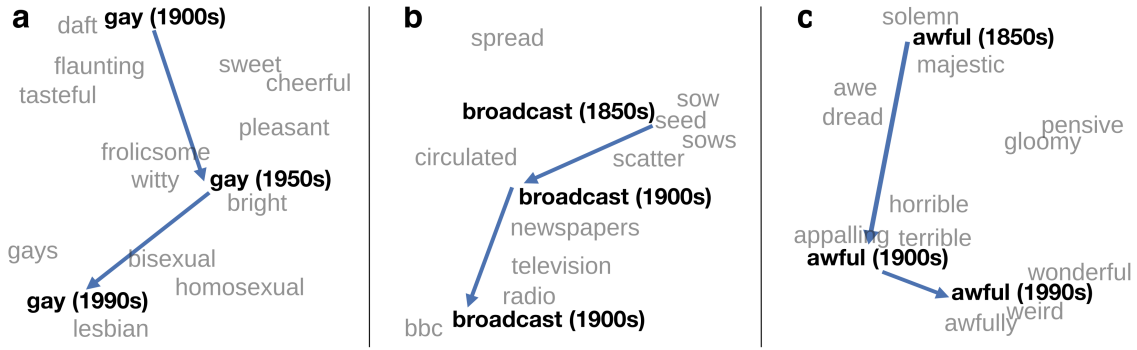 a
daft gay (1900s)
flaunting
sweet
tasteful
cheerful
pleasant
frolicsome
witty
gay (1950s)
bright
gays
bisexual
homosexual
gay (1990s)
lesbian
b
spread
sow
broadcast (1850s)
seed
sows
circulated
scatter
broadcast (1900s)
newspapers
television
radio
bbc broadcast (1900s)
c
solemn
awful (1850s)
majestic
awe
dread
pensive
gloomy
horrible
appalling terrible
awful (1900s)
wonderful
awful (1990s)
weird
awfully